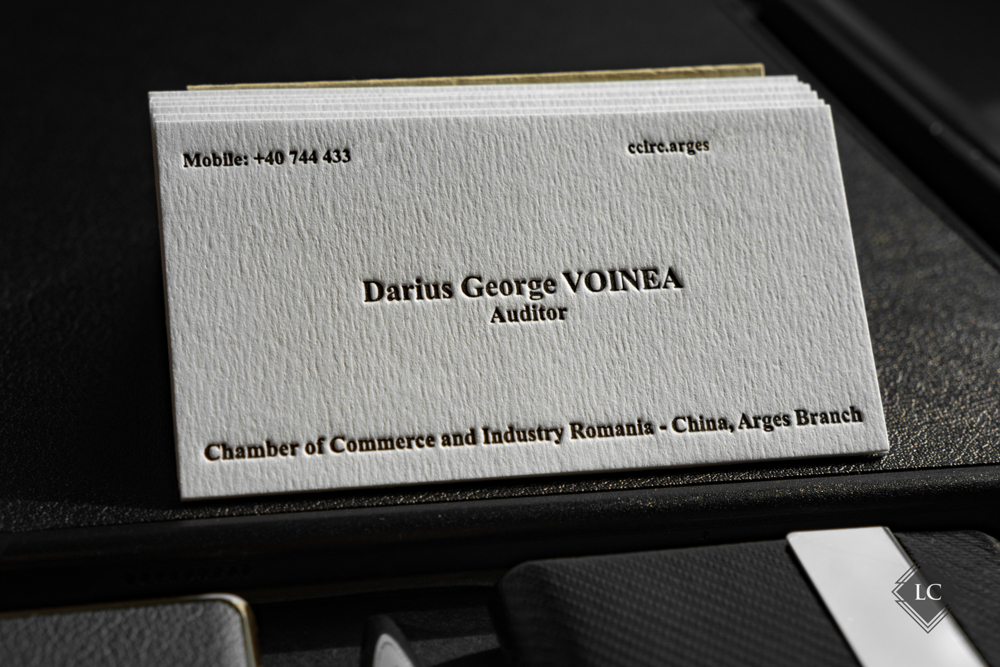 Mobile: +40 744 433
ccirc.arges
Darius George VOINEA
Auditor
Chamber of Commerce and Industry Romania - China, Arges Branch
LC